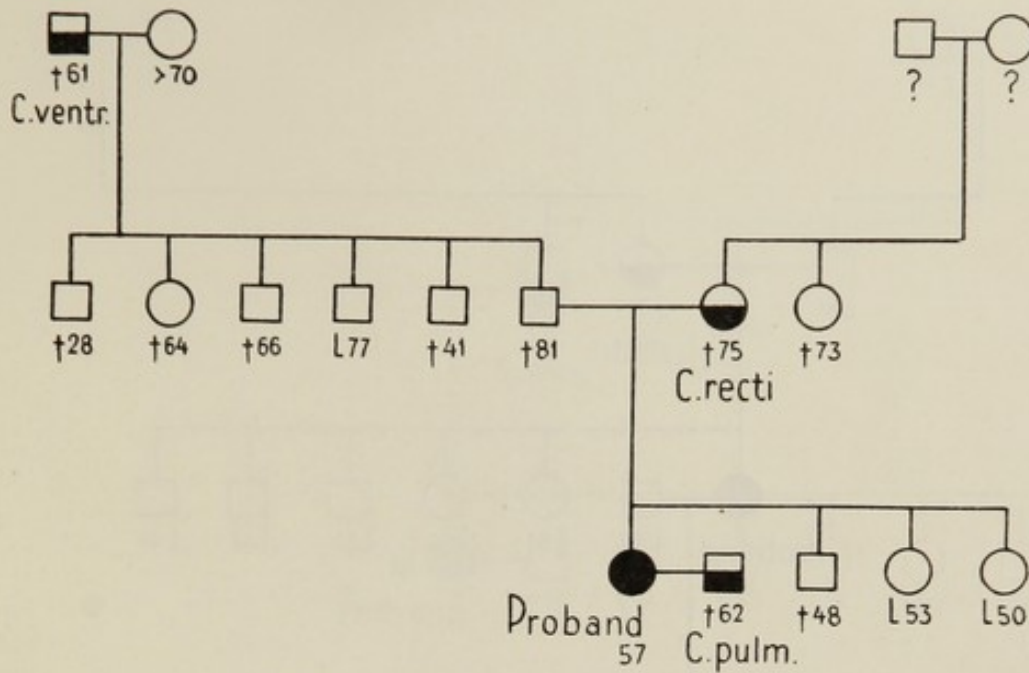 †61 >70 ? ?
C.ventr.
†28 †64 †66 L77 †41 †81 †75 †73
C.recti
Proband †62 †48 L53 L50
57 C.pulm.